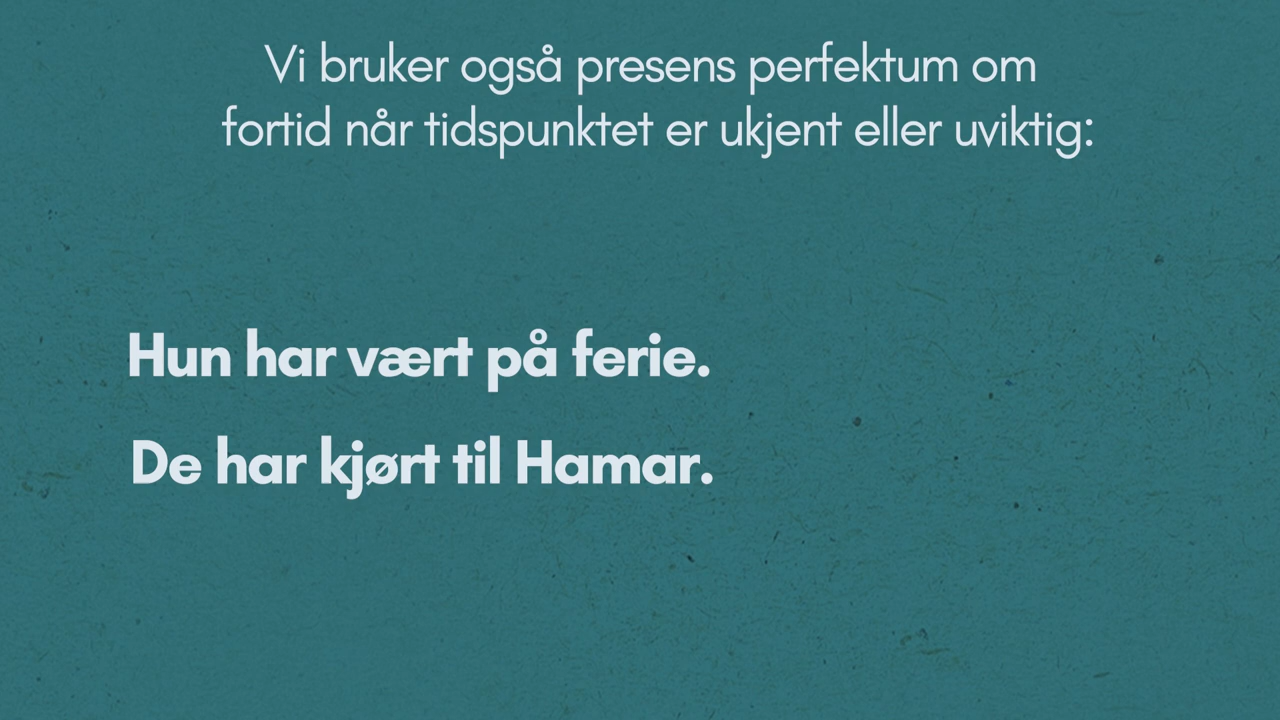 Vi bruker også presens perfektum om
fortid når tidspunktet er ukjent eller uviktig:
Hun har vært på ferie.
De har kjørt til Hamar.